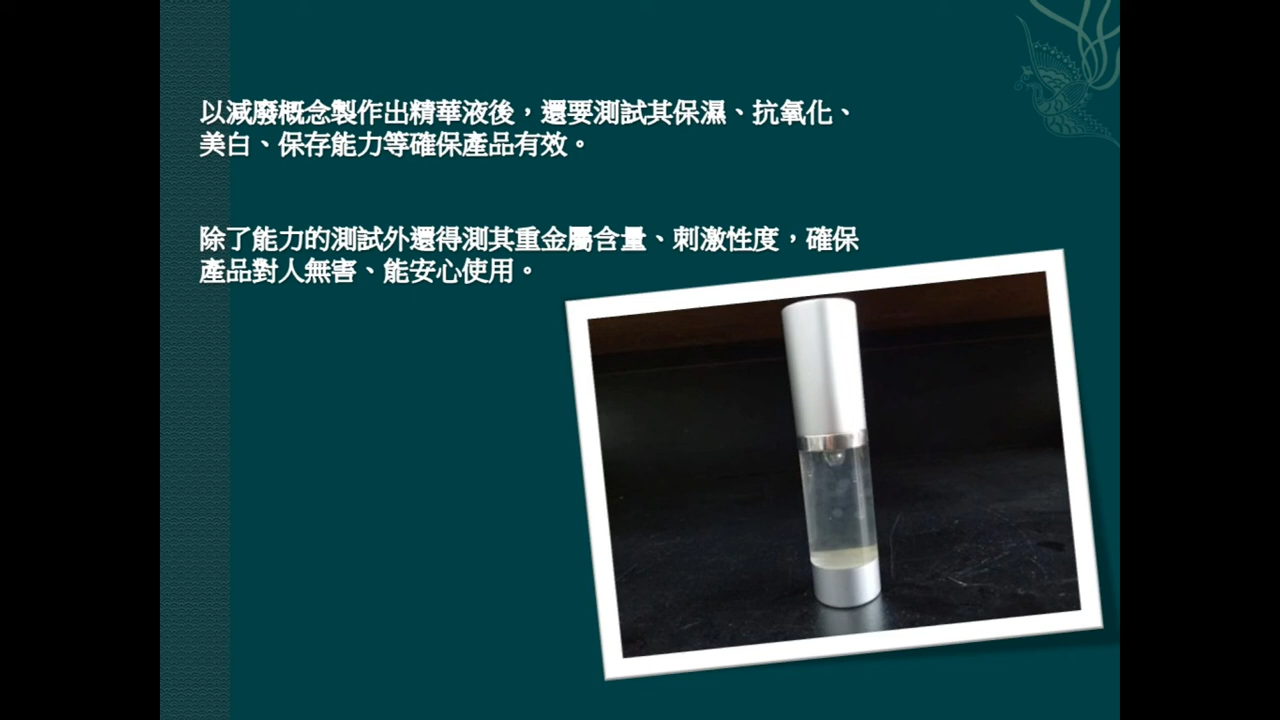 以減廢概念製作出精華液後，還要測試其保濕、抗氧化、
美白、保存能力等確保產品有效。
除了能力的測試外還得測其重金屬含量、刺激性度，確保
產品對人無害、能安心使用。